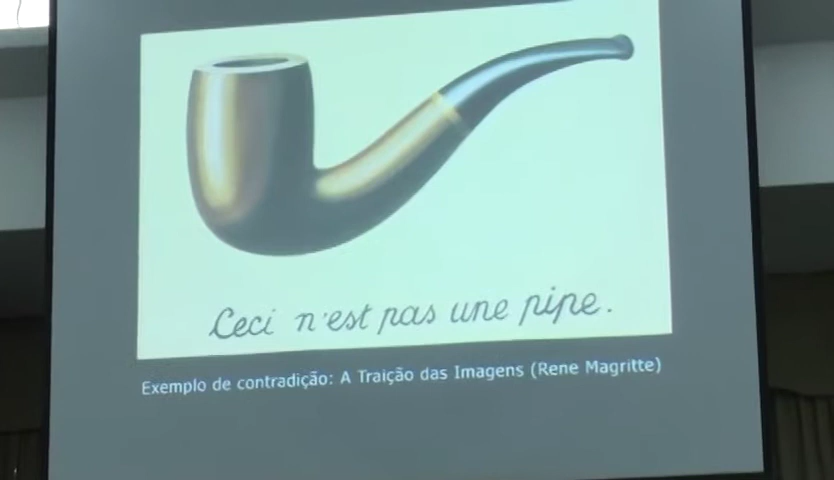 Ceci n'est pas une pipe.
Exemplo de contradição: A Traição das Imagens (Rene Magritte)